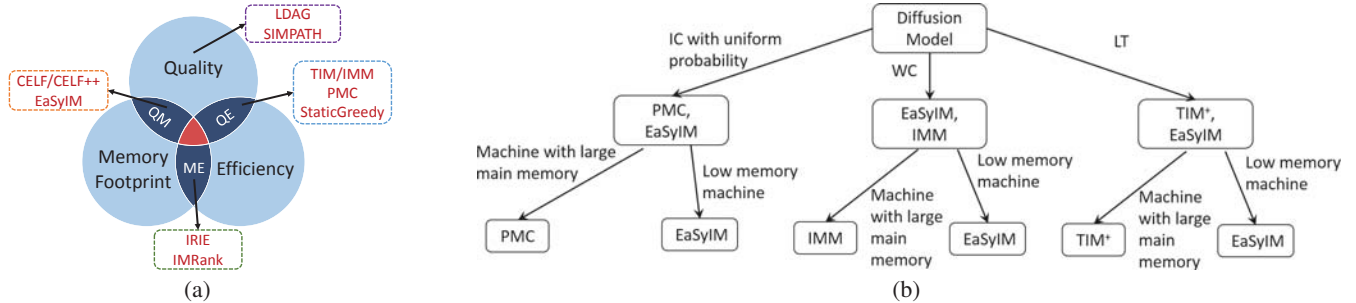 LDAG
SIMPATH
Quality
CELF/CELF++
EaSyIM
TIM/IMM
PMC
StaticGreedy
QM
QE
Memory
Footprint
ME
Efficiency
IRIE
IMRank
(a)
Diffusion
Model
IC with uniform
probability
WC
LT
PMC,
EaSyIM
EaSyIM,
IMM
TIM⁺,
EaSyIM
Machine with large
main memory
Low memory
machine
Machine
with large
main
memory
Low memory
machine
Machine
with large
main
memory
Low memory
machine
PMC
EaSyIM
IMM
EaSyIM
TIM⁺
EaSyIM
(b)